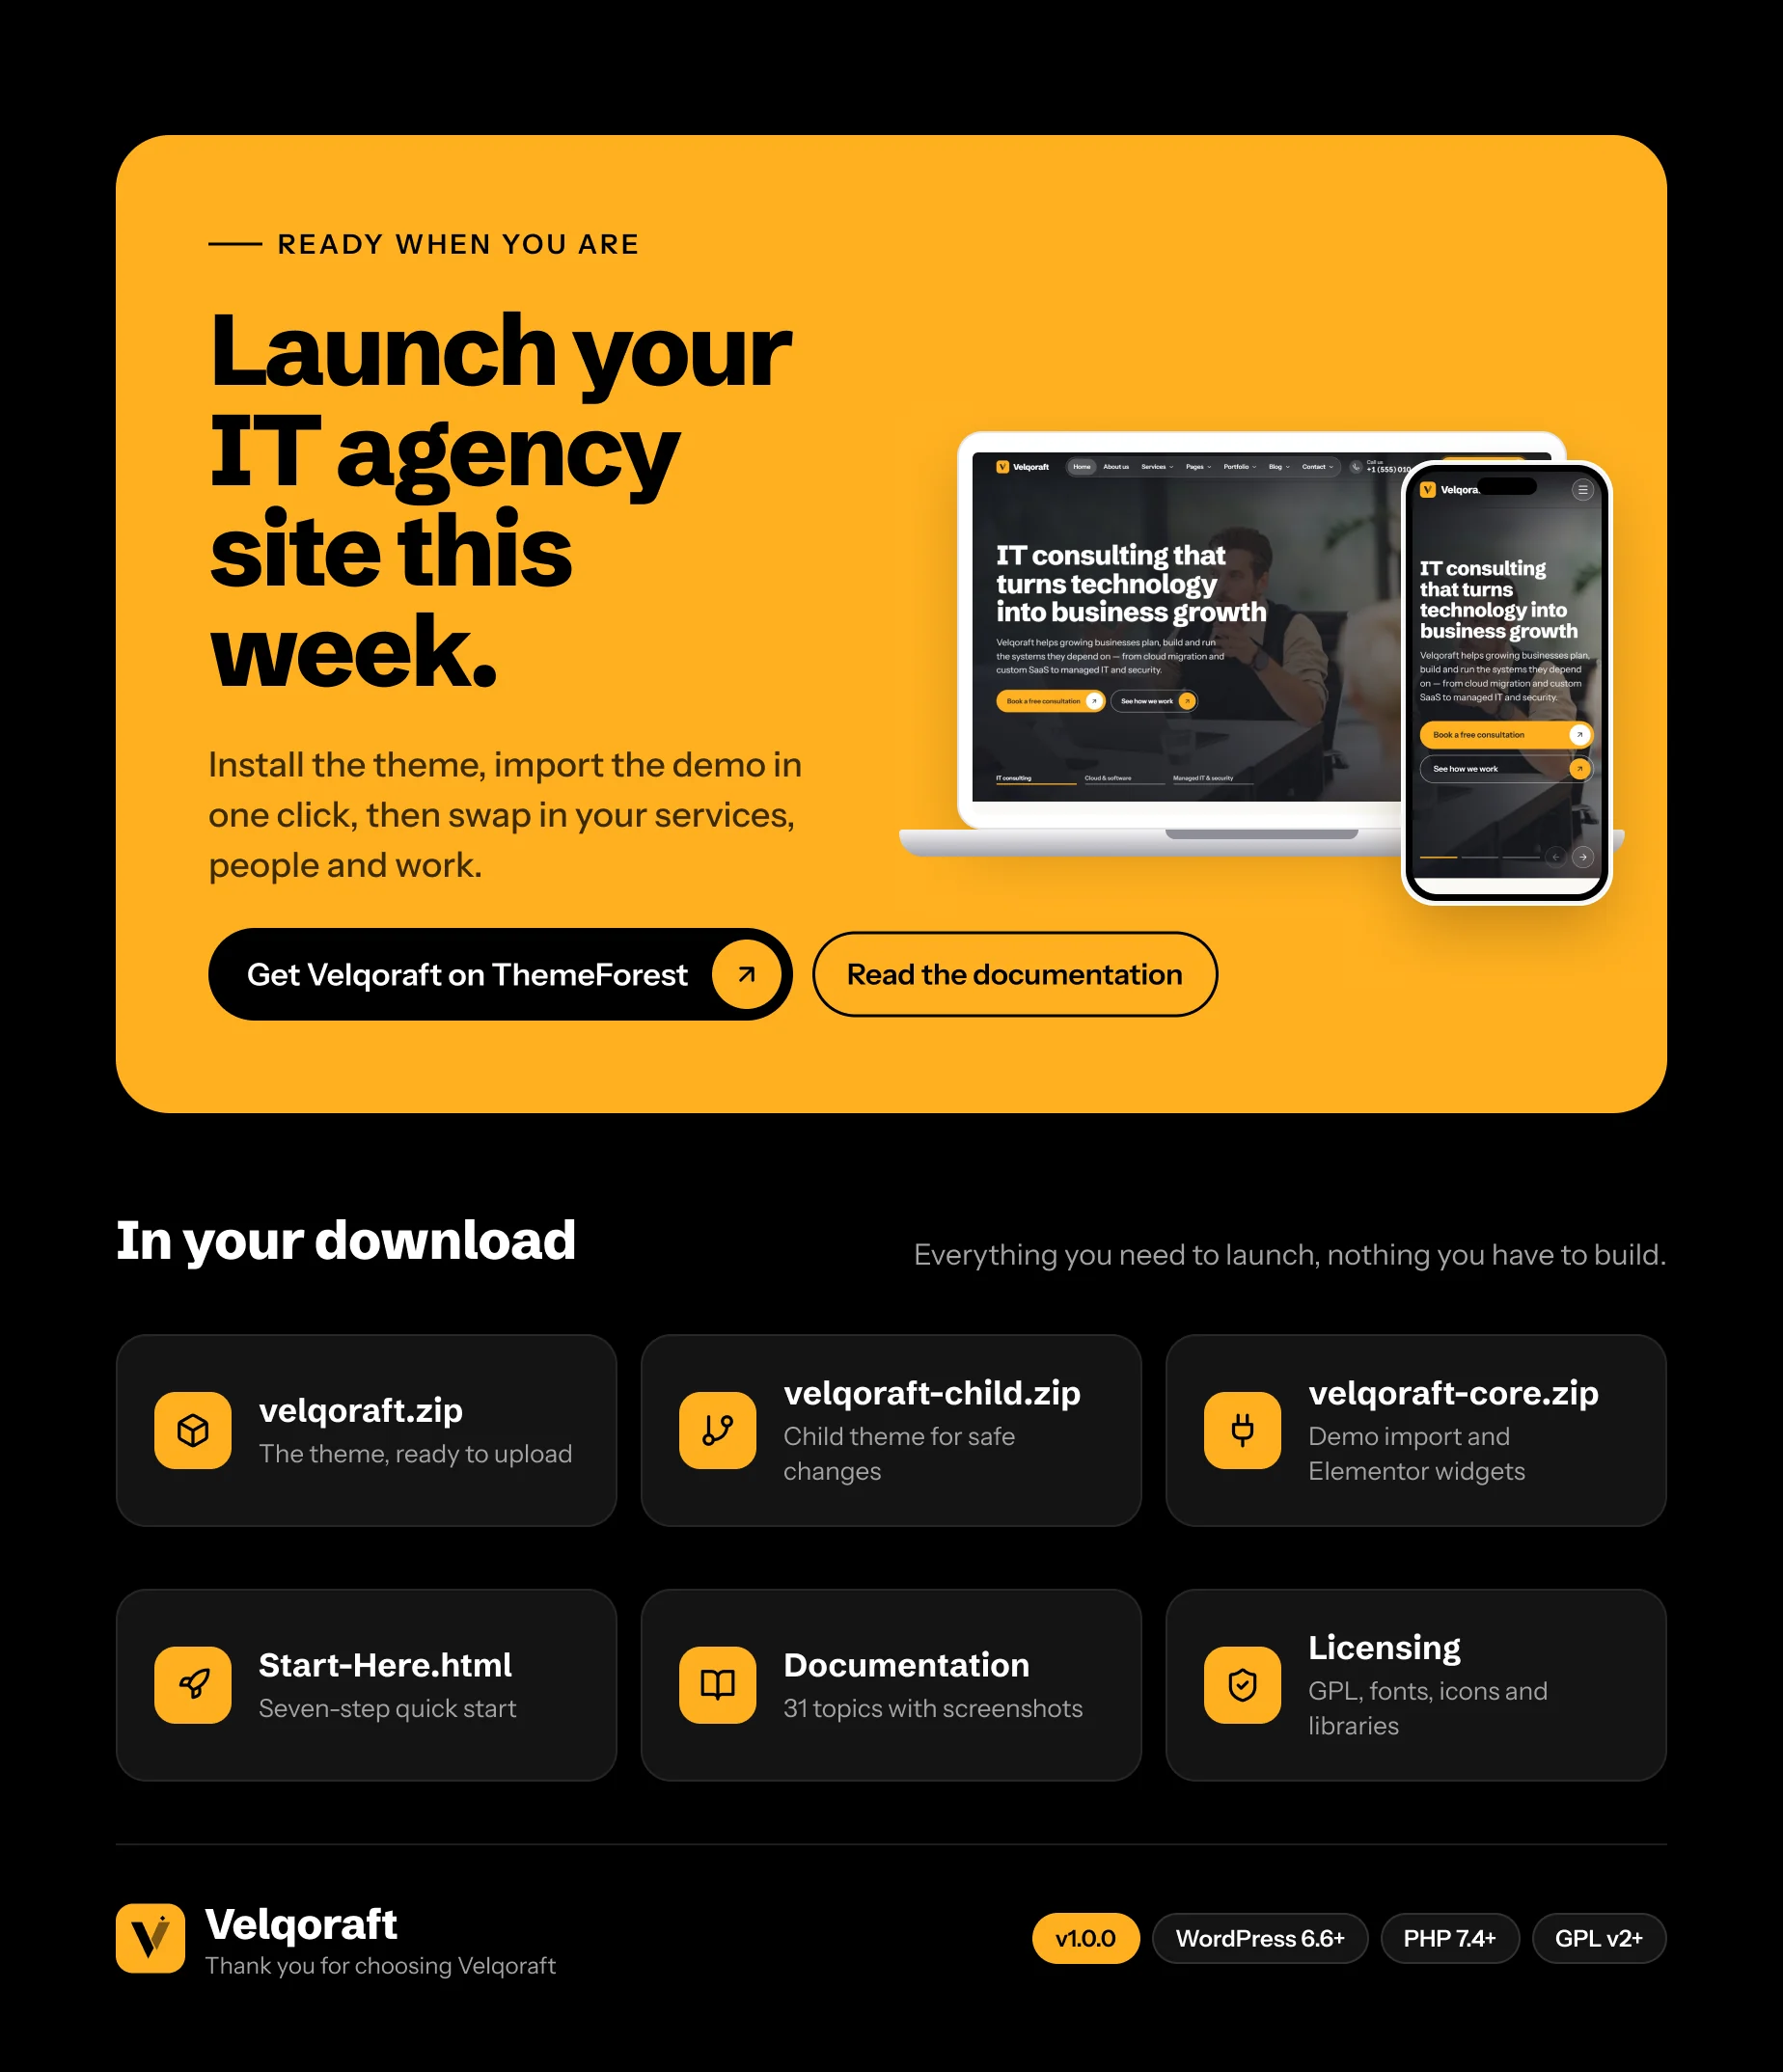 READY WHEN YOU ARE
Launch your
IT agency
site this
week.
Install the theme, import the demo in
one click, then swap in your services,
people and work.
Get Velqoraft on ThemeForest
Read the documentation
Velqoraft
Home
About us
Services
Pages
Portfolio
Blog
Contact
Call us
+1 (555) 010
IT consulting that
turns technology
into business growth
Velqoraft helps growing businesses plan, build and run
the systems they depend on — from cloud migration and
custom SaaS to managed IT and security.
Book a free consultation
See how we work
IT consulting
Cloud & software
Managed IT & security
IT consulting
that turns
technology into
business growth
Velqoraft helps growing businesses plan,
build and run the systems they depend
on — from cloud migration and custom
SaaS to managed IT and security.
Book a free consultation
See how we work
In your download
Everything you need to launch, nothing you have to build.
velqoraft.zip
The theme, ready to upload
velqoraft-child.zip
Child theme for safe
changes
velqoraft-core.zip
Demo import and
Elementor widgets
Start-Here.html
Seven-step quick start
Documentation
31 topics with screenshots
Licensing
GPL, fonts, icons and
libraries
Velqoraft
Thank you for choosing Velqoraft
v1.0.0
WordPress 6.6+
PHP 7.4+
GPL v2+